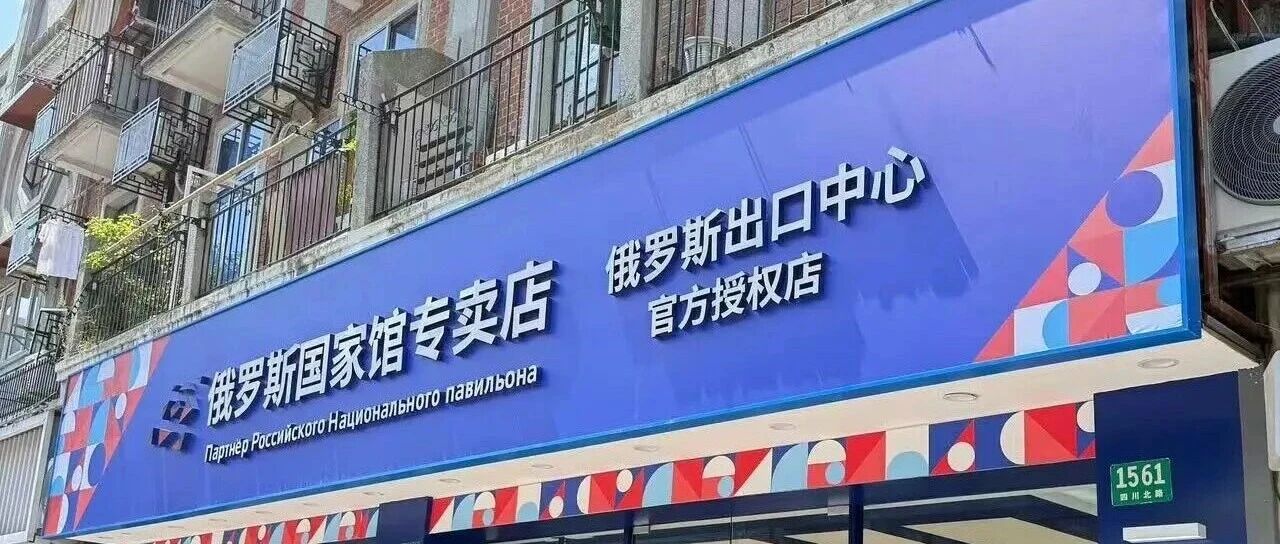 俄罗斯国家馆专卖店
Партнёр Российского Национального павильона
俄罗斯出口中心
官方授权店
1561
四川北路